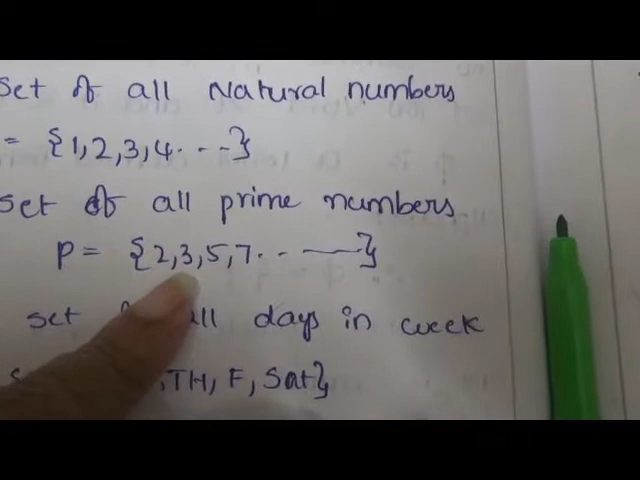 set of all Natural numbers
= {1,2,3,4. - -}
set of all prime numbers
P = {2,3,5,7. - —}
set all days in week
TH, F, Sat}